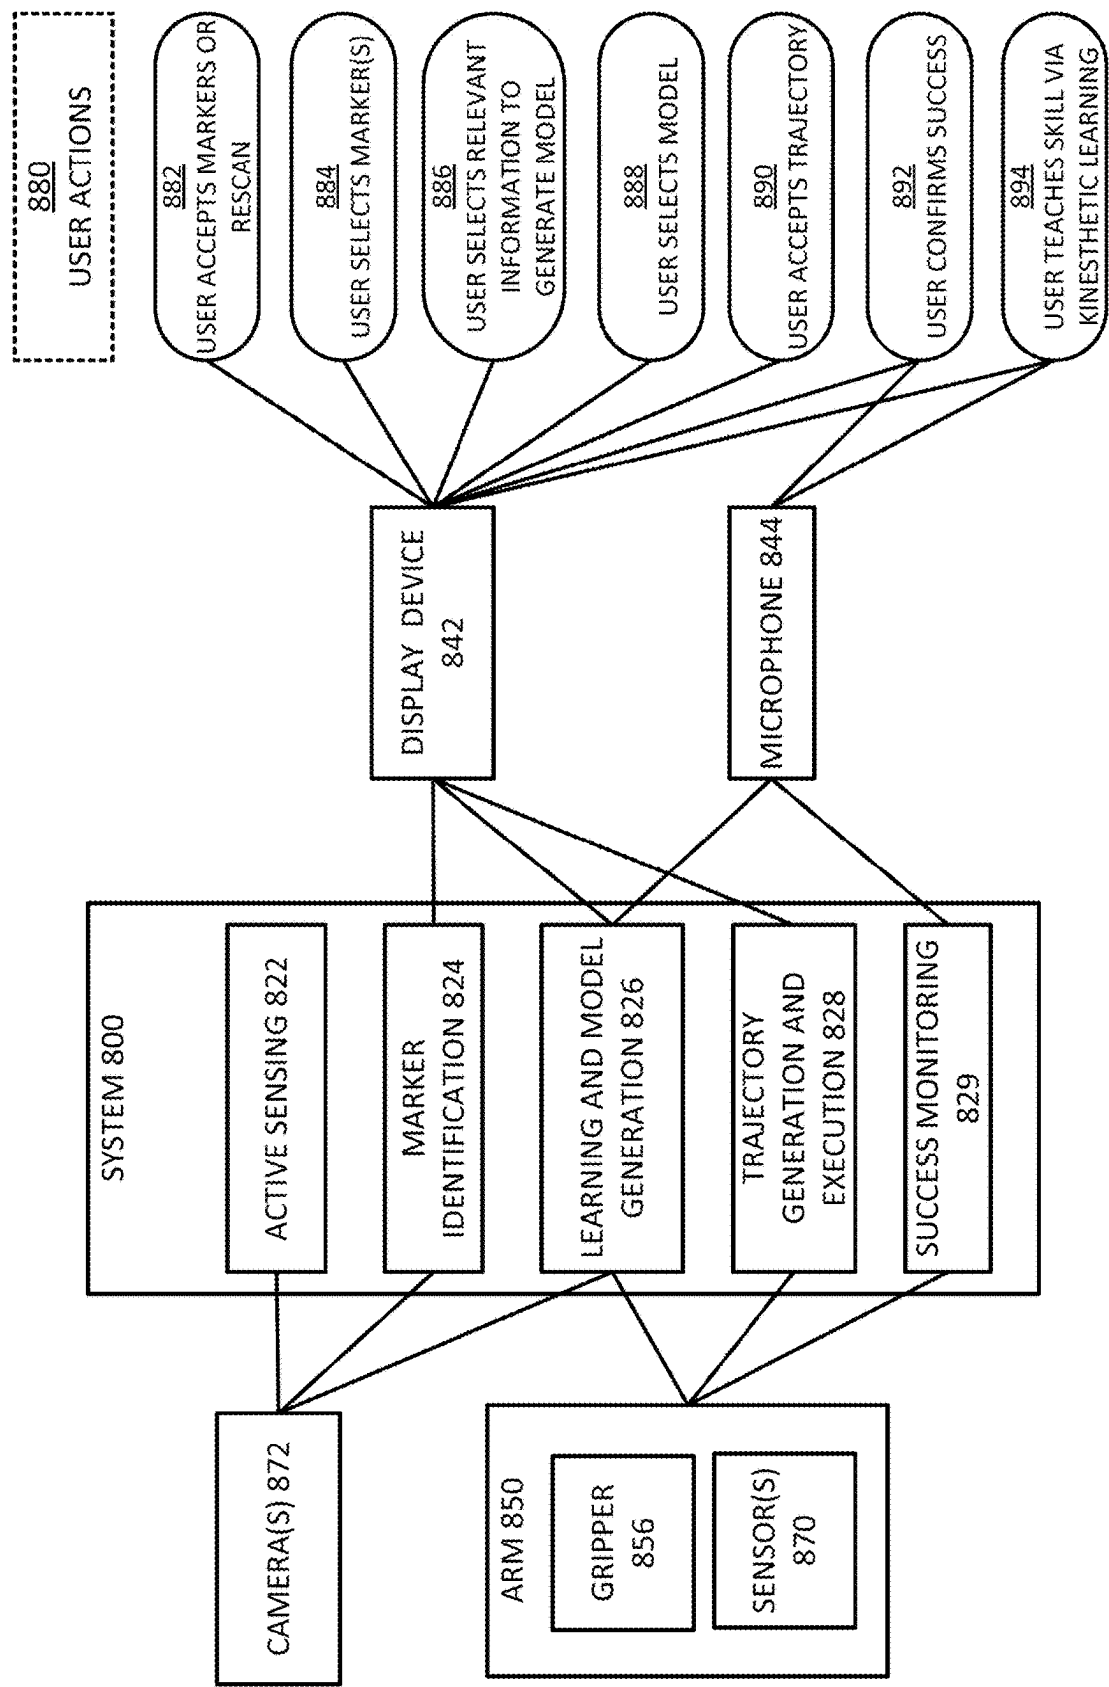 880
USER ACTIONS
882
USER ACCEPTS MARKERS OR
RESCAN
884
USER SELECTS MARKER(S)
886
USER SELECTS RELEVANT
INFORMATION TO
GENERATE MODEL
888
USER SELECTS MODEL
890
USER ACCEPTS TRAJECTORY
892
USER CONFIRMS SUCCESS
894
USER TEACHES SKILL VIA
KINESTHETIC LEARNING
DISPLAY DEVICE
842
MICROPHONE 844
SYSTEM 800
ACTIVE SENSING 822
MARKER
IDENTIFICATION 824
LEARNING AND MODEL
GENERATION 826
TRAJECTORY
GENERATION AND
EXECUTION 828
SUCCESS MONITORING
829
CAMERA(S) 872
ARM 850
GRIPPER
856
SENSOR(S)
870